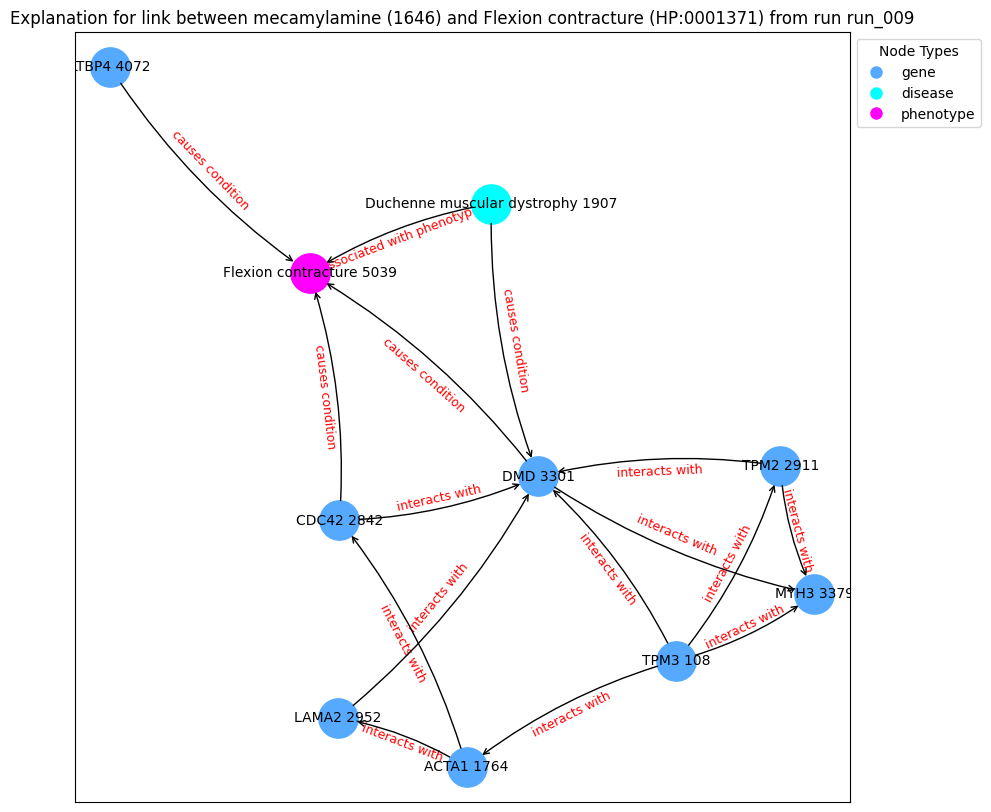 Explanation for link between mecamylamine (1646) and Flexion contracture (HP:0001371) from run run_009
Node Types
gene
disease
phenotype
LTBP4 4072
causes condition
Duchenne muscular dystrophy 1907
associated with phenotype
Flexion contracture 5039
causes condition
causes condition
causes condition
TPM2 2911
interacts with
DMD 3301
interacts with
interacts with
CDC42 2842
interacts with
interacts with
interacts with
interacts with
MYH3 3379
interacts with
interacts with
TPM3 108
interacts with
LAMA2 2952
interacts with
ACTA1 1764